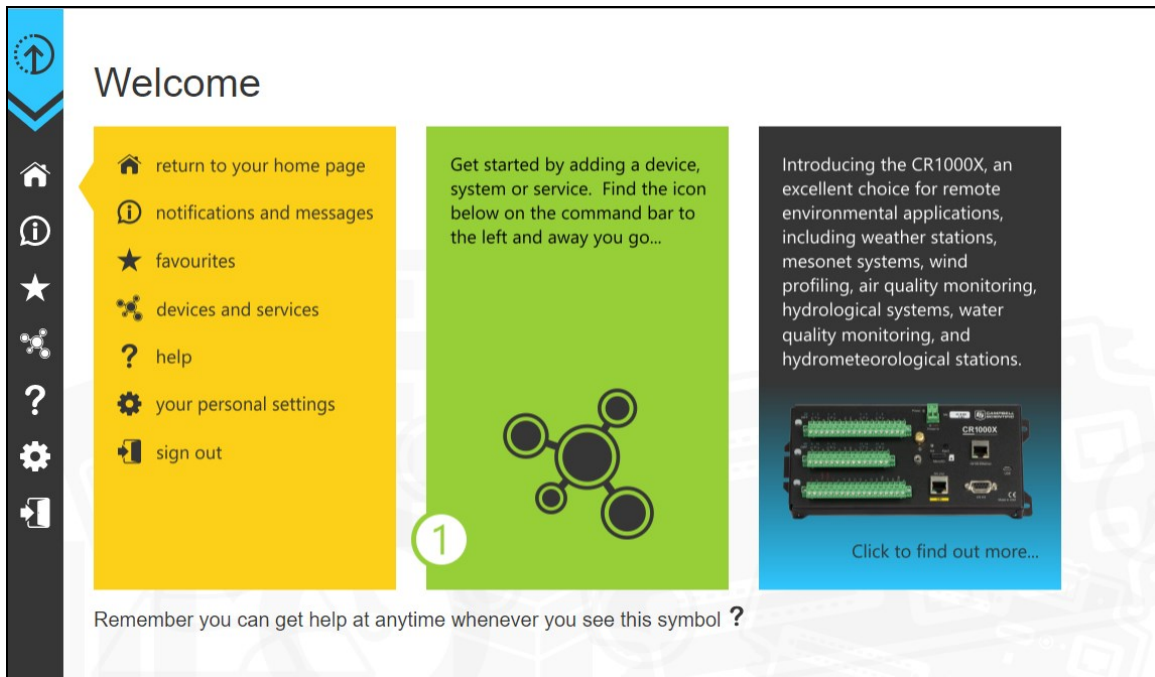 Welcome
return to your home page
notifications and messages
favourites
devices and services
help
your personal settings
sign out
Get started by adding a device,
system or service. Find the icon
below on the command bar to
the left and away you go...
1
Introducing the CR1000X, an
excellent choice for remote
environmental applications,
including weather stations,
mesonet systems, wind
profiling, air quality monitoring,
hydrological systems, water
quality monitoring, and
hydrometeorological stations.
CAMPBELL
SCIENTIFIC
CR1000X
Click to find out more...
Remember you can get help at anytime whenever you see this symbol ?